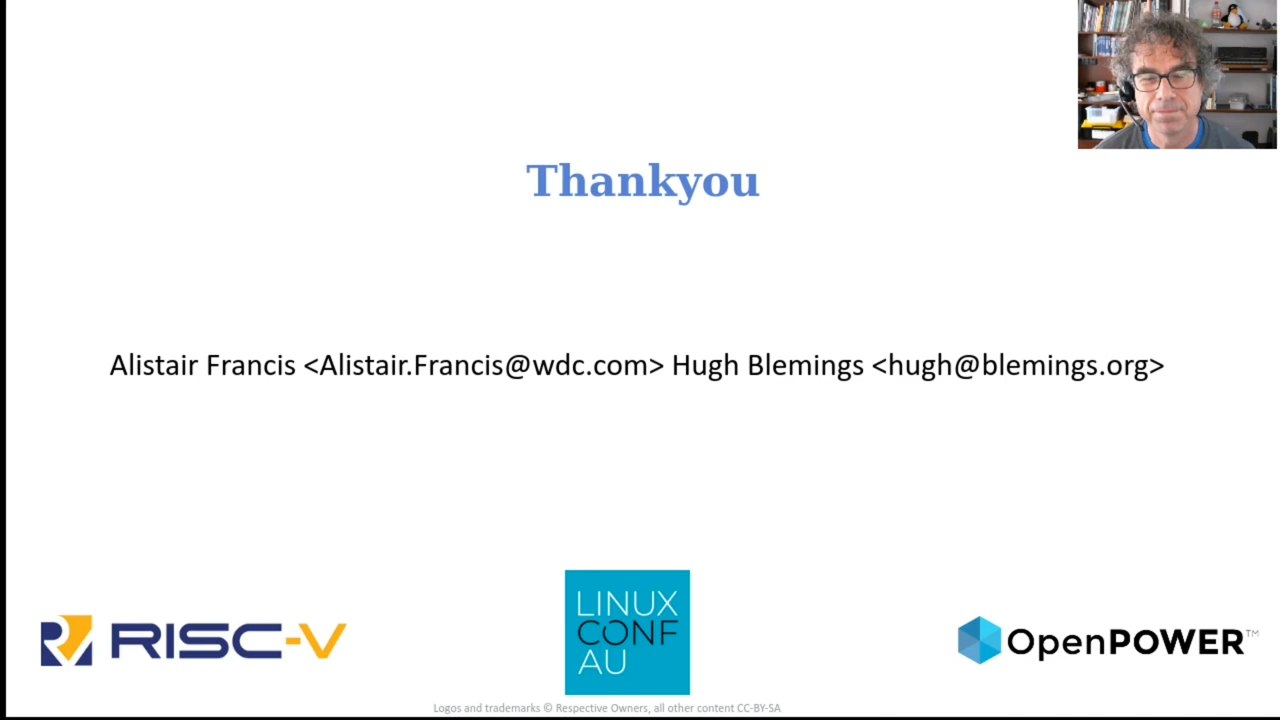 Thankyou
Alistair Francis <Alistair.Francis@wdc.com> Hugh Blemings <hugh@blemings.org>
RISC-V
LINUX
CONF
AU
OpenPOWER™
Logos and trademarks © Respective Owners, all other content CC-BY-SA